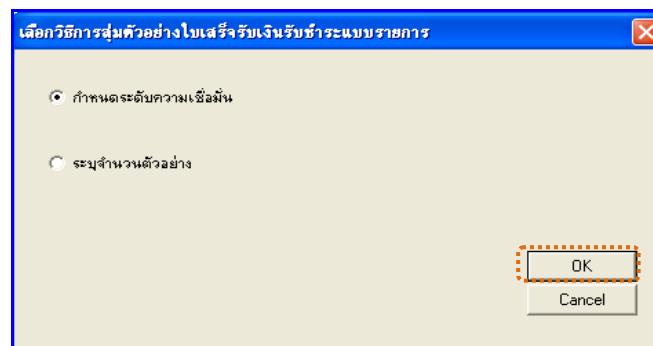 เลือกวิธีการสุ่มตัวอย่างใบเสร็จรับเงินรับชำระแบบรายการ
กำหนดระดับความเชื่อมั่น
ระบุจำนวนตัวอย่าง
OK
Cancel